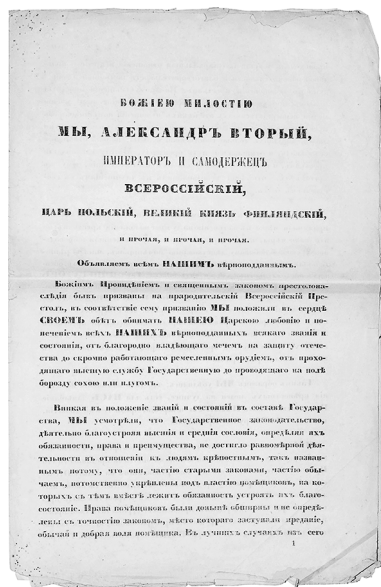 БОЖІЕЮ МИЛОСТІЮ
МЫ, АЛЕКСАНДРЪ ВТОРЫЙ,
ИМПЕРАТОРЪ И САМОДЕРЖЕЦЪ
ВСЕРОССІЙСКІЙ,
ЦАРЬ ПОЛЬСКІЙ, ВЕЛИКІЙ КНЯЗЬ ФИНЛЯНДСКІЙ,
И ПРОЧАЯ, И ПРОЧАЯ, И ПРОЧАЯ.
Объявляемъ всѣмъ НАШИМЪ вѣрноподданнымъ.
Божіимъ Провидѣніемъ и священнымъ закономъ престолона-
слѣдія бывъ призваны на прародительскій Всероссійскій Пре-
столъ, въ соотвѣтствіе сему призванію МЫ положили въ сердцѣ
СВОЕМЪ обѣтъ обнимать НАШЕЮ Царскою любовію и по-
печеніемъ всѣхъ НАШИХЪ вѣрноподданныхъ всякаго званія и
состоянія, отъ благородно владѣющаго мечемъ на защиту отечества
до скромно работающаго ремесленнымъ орудіемъ, отъ прохо-
дящаго высшую службу Государственную до проводящаго на полѣ
борозду сохою или плугомъ.
Вникая въ положеніе званій и состояній въ составѣ Государ-
ства, МЫ усмотрѣли, что Государственное законодательство,
дѣятельно благоустрояя высшія и среднія сословія, опредѣляя ихъ
обязанности, права и преимущества, не достигло равномѣрной дѣя-
тельности въ отношеніи къ людямъ крѣпостнымъ, такъ назван-
нымъ потому, что они, частію старыми законами, частію обы-
чаемъ, потомственно укрѣплены подъ властію помѣщиковъ, на ко-
торыхъ съ тѣмъ вмѣстѣ лежитъ обязанность устроять ихъ благо-
состояніе. Права помѣщиковъ были донынѣ обширны и не опредѣ-
лены съ точностію закономъ, мѣсто котораго заступали преданіе,
обычай и добрая воля помѣщика. Въ лучшихъ случаяхъ изъ сего
1